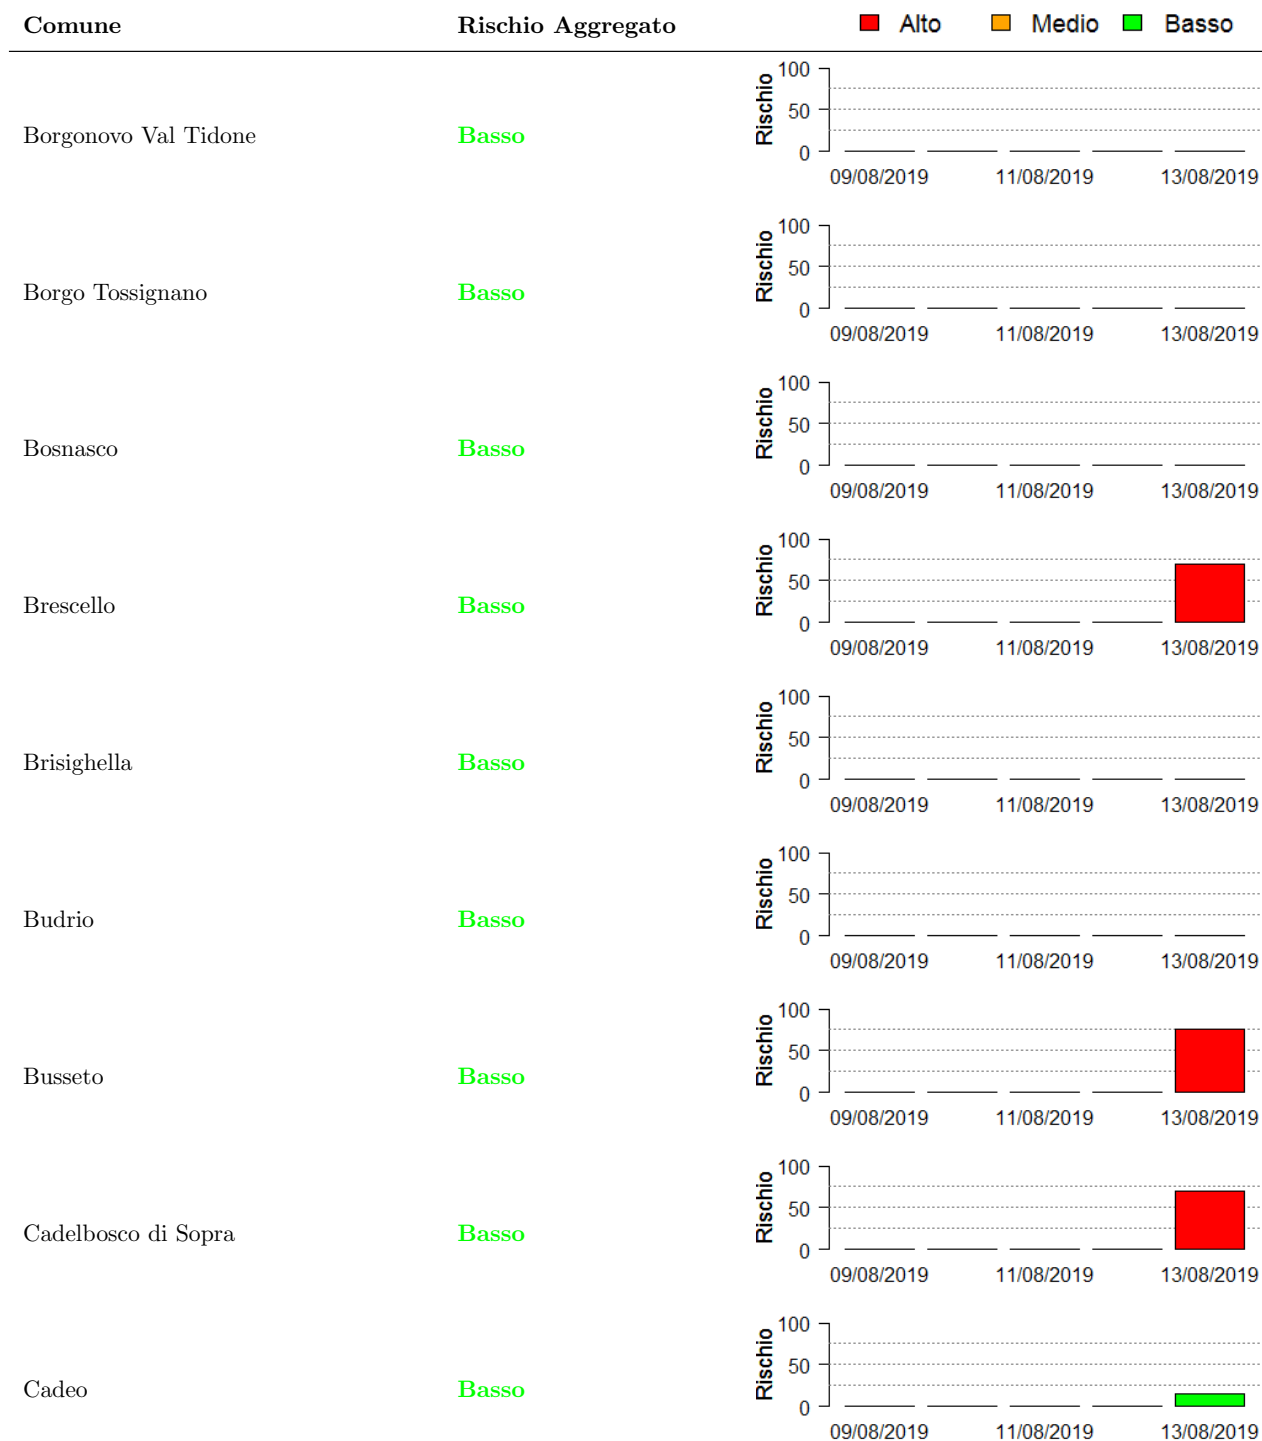 Comune Rischio Aggregato Alto Medio Basso
100
50
0
Rischio
Borgonovo Val Tidone Basso
09/08/2019 11/08/2019 13/08/2019
100
50
0
Rischio
Borgo Tossignano Basso
09/08/2019 11/08/2019 13/08/2019
100
50
0
Rischio
Bosnasco Basso
09/08/2019 11/08/2019 13/08/2019
100
50
0
Rischio
Brescello Basso
09/08/2019 11/08/2019 13/08/2019
100
50
0
Rischio
Brisighella Basso
09/08/2019 11/08/2019 13/08/2019
100
50
0
Rischio
Budrio Basso
09/08/2019 11/08/2019 13/08/2019
100
50
0
Rischio
Busseto Basso
09/08/2019 11/08/2019 13/08/2019
100
50
0
Rischio
Cadelbosco di Sopra Basso
09/08/2019 11/08/2019 13/08/2019
100
50
0
Rischio
Cadeo Basso
09/08/2019 11/08/2019 13/08/2019